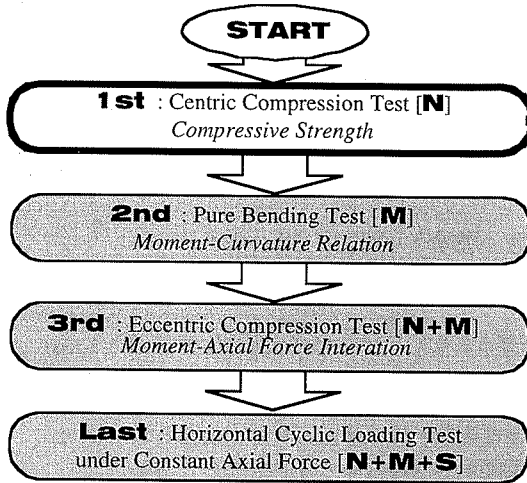 START
1st : Centric Compression Test [N]
Compressive Strength
2nd : Pure Bending Test [M]
Moment-Curvature Relation
3rd : Eccentric Compression Test [N+M]
Moment-Axial Force Interation
Last : Horizontal Cyclic Loading Test
under Constant Axial Force [N+M+S]